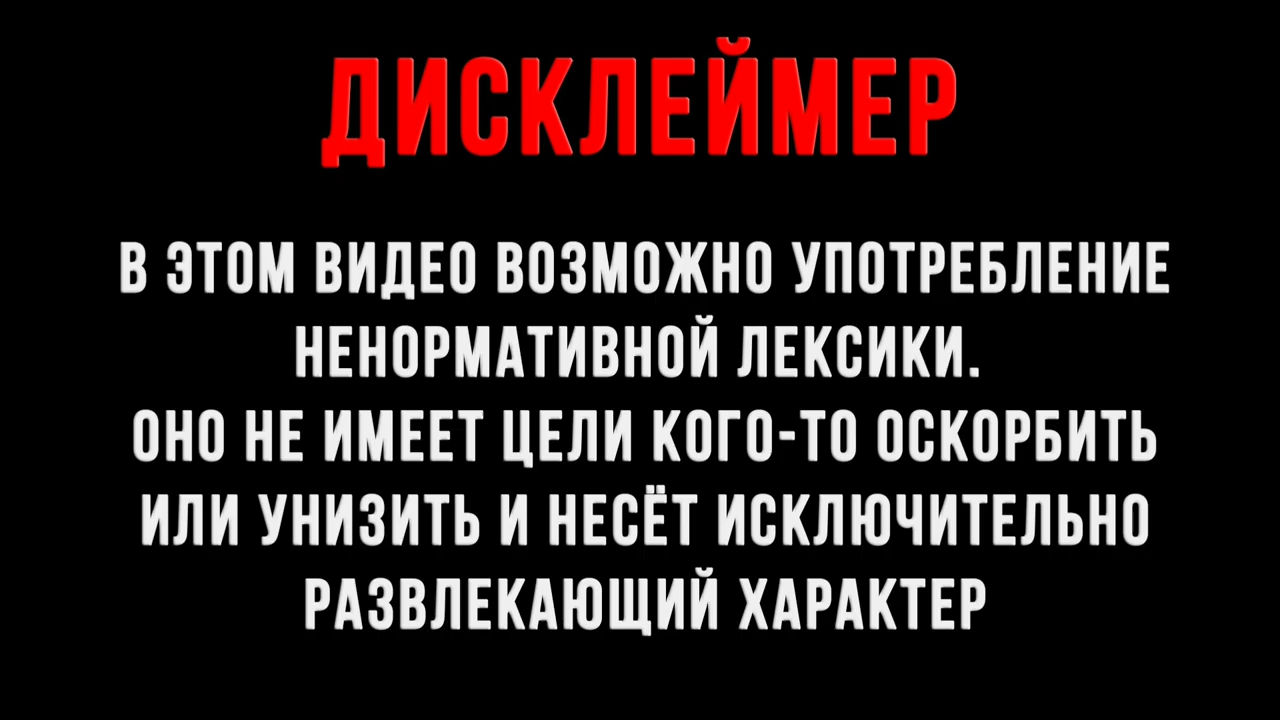 ДИСКЛЕЙМЕР
В ЭТОМ ВИДЕО ВОЗМОЖНО УПОТРЕБЛЕНИЕ
НЕНОРМАТИВНОЙ ЛЕКСИКИ.
ОНО НЕ ИМЕЕТ ЦЕЛИ КОГО-ТО ОСКОРБИТЬ
ИЛИ УНИЗИТЬ И НЕСЁТ ИСКЛЮЧИТЕЛЬНО
РАЗВЛЕКАЮЩИЙ ХАРАКТЕР